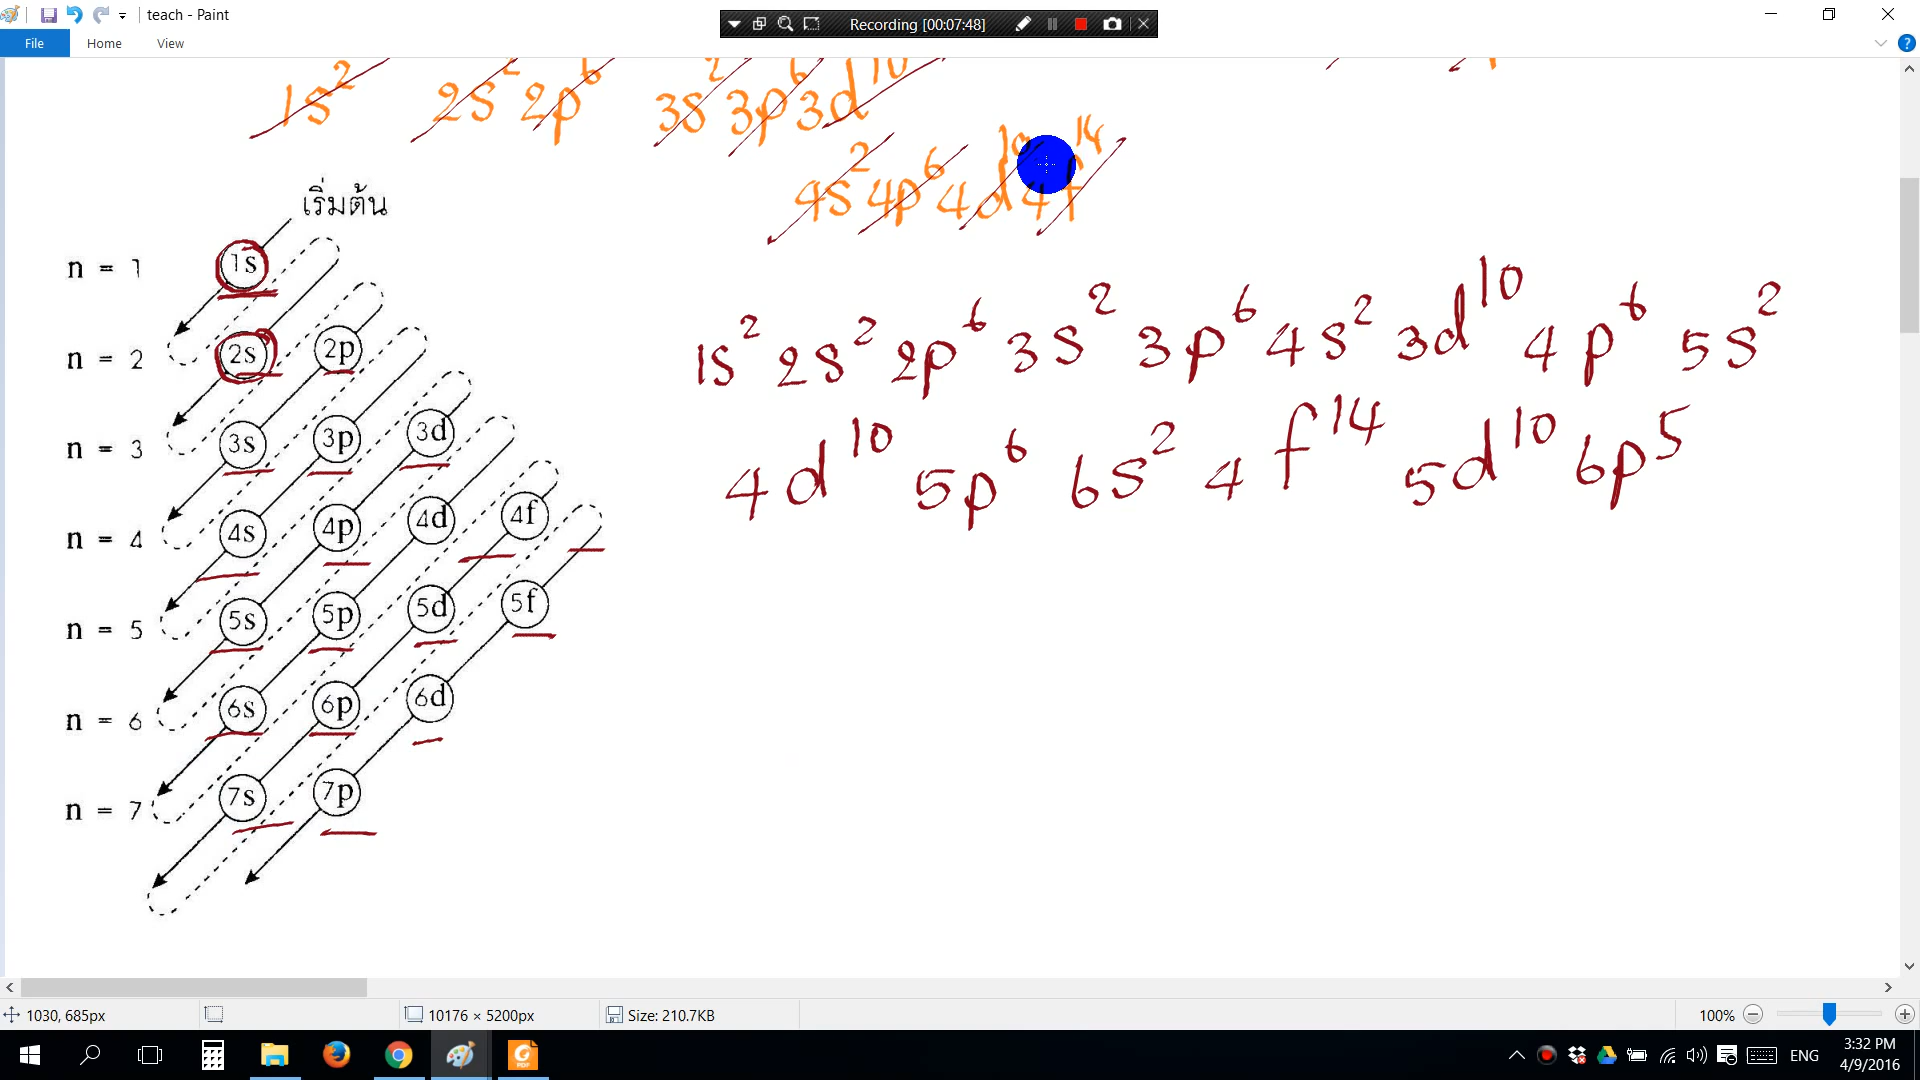 teach - Paint
Recording [00:07:48]
File Home View
1s² 2s² 2p⁶ 3s² 3p⁶ 3d¹⁰
4s² 4p⁶ 4d¹⁰ 4f¹⁴
เริ่มต้น
n = 1 1s
n = 2 2s 2p
n = 3 3s 3p 3d
n = 4 4s 4p 4d 4f
n = 5 5s 5p 5d 5f
n = 6 6s 6p 6d
n = 7 7s 7p
1s² 2s² 2p⁶ 3s² 3p⁶ 4s² 3d¹⁰ 4p⁶ 5s²
4d¹⁰ 5p⁶ 6s² 4f¹⁴ 5d¹⁰ 6p⁵
1030, 685px 10176 × 5200px Size: 210.7KB 100%
ENG 3:32 PM
4/9/2016